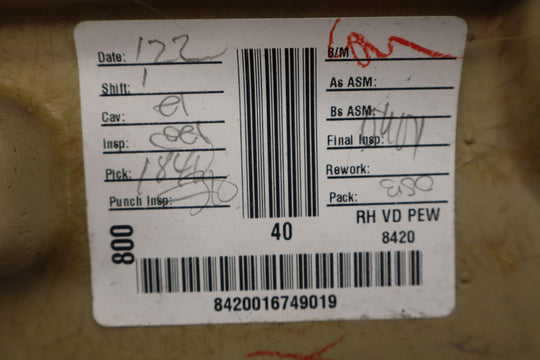 Date: 122
Shift: 1
Cav:
Insp:
Pick:
Punch Insp:
B/M
As ASM:
Bs ASM:
Final Insp:
Rework:
Pack:
800
40
RH VD PEW
8420
8420016749019